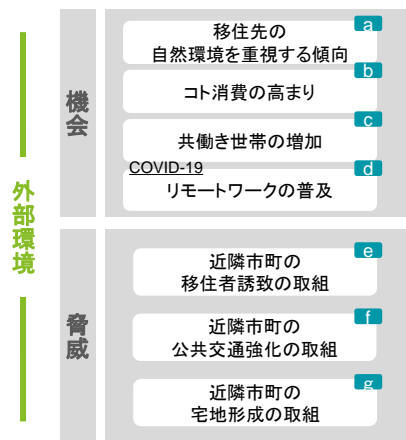 外部環境
機会
a
移住先の
自然環境を重視する傾向
b
コト消費の高まり
c
共働き世帯の増加
COVID-19
d
リモートワークの普及
脅威
e
近隣市町の
移住者誘致の取組
f
近隣市町の
公共交通強化の取組
g
近隣市町の
宅地形成の取組